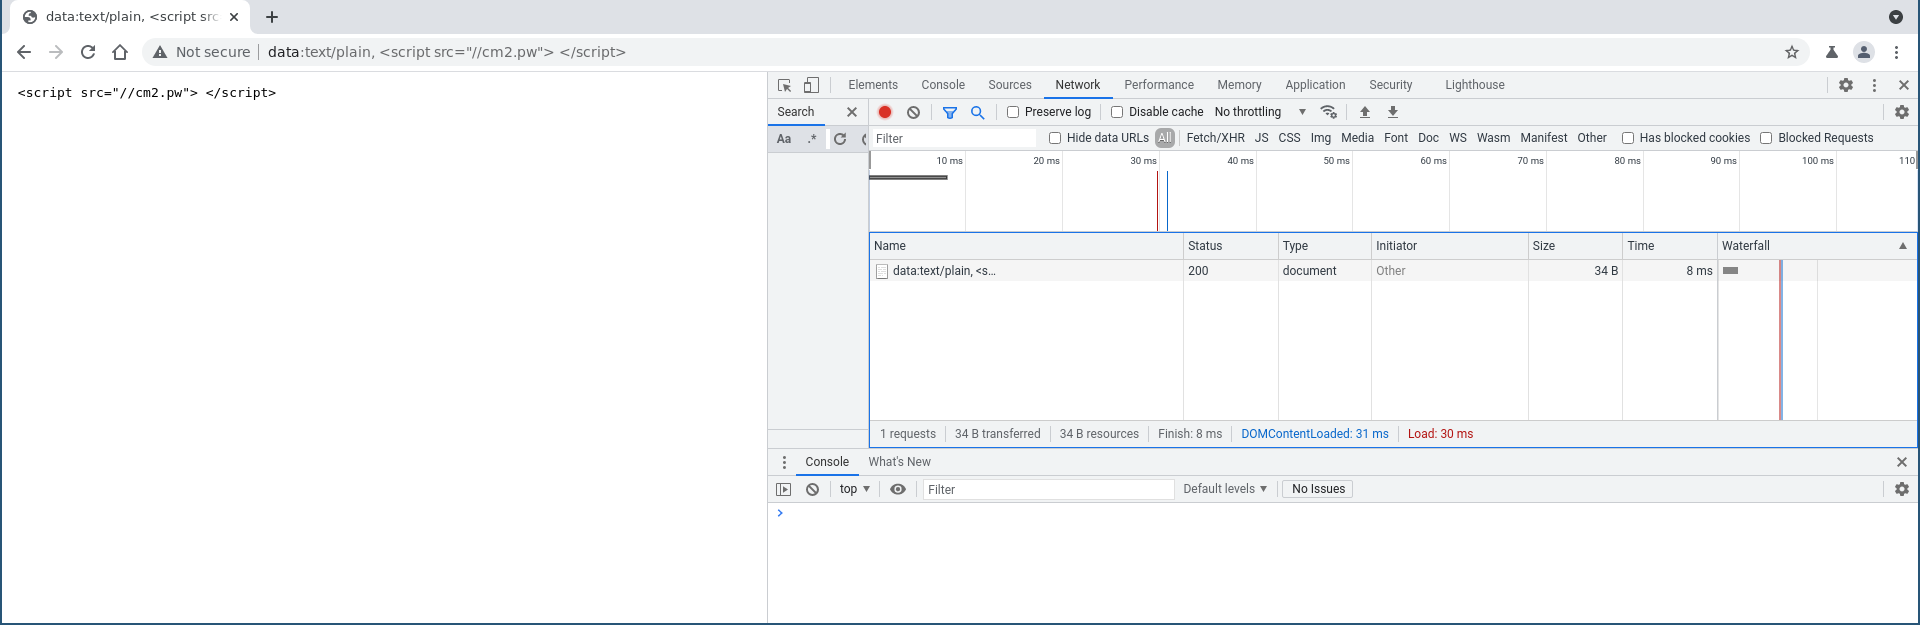 data:text/plain, <script src
Not secure
data:text/plain, <script src="//cm2.pw"> </script>
<script src="//cm2.pw"> </script>
Elements Console Sources Network Performance Memory Application Security Lighthouse
Search
Preserve log Disable cache No throttling
Aa .*
Filter Hide data URLs All Fetch/XHR JS CSS Img Media Font Doc WS Wasm Manifest Other Has blocked cookies Blocked Requests
10 ms 20 ms 30 ms 40 ms 50 ms 60 ms 70 ms 80 ms 90 ms 100 ms 110
Name Status Type Initiator Size Time Waterfall
data:text/plain, <s... 200 document Other 34 B 8 ms
1 requests 34 B transferred 34 B resources Finish: 8 ms DOMContentLoaded: 31 ms Load: 30 ms
Console What's New
top Filter Default levels No Issues